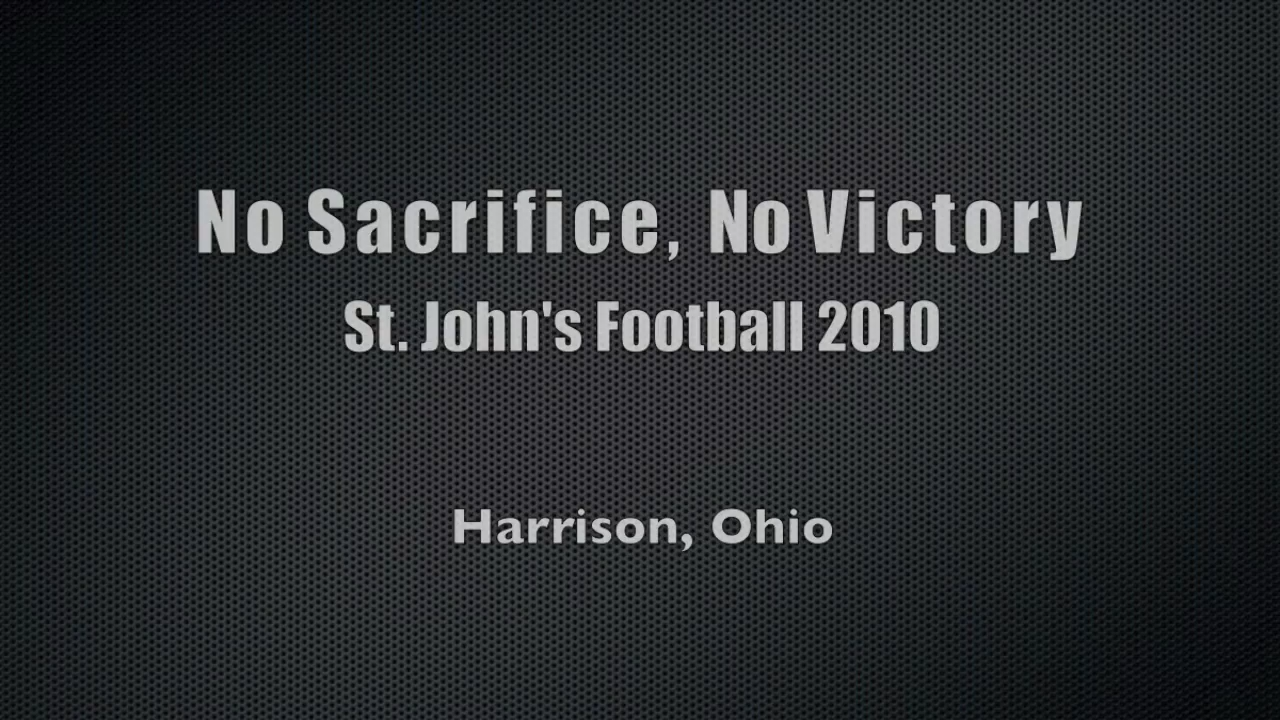 No Sacrifice, No Victory
St. John's Football 2010
Harrison, Ohio